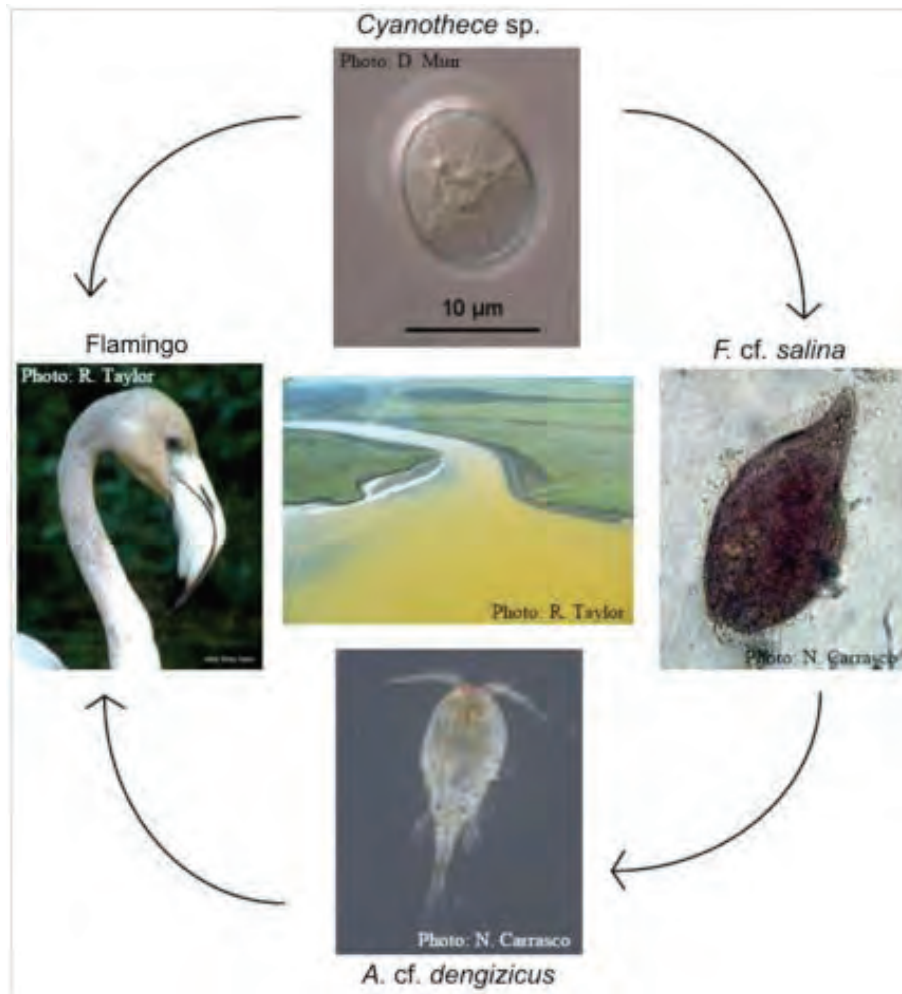 Cyanothece sp.
Photo: D. Muir
10 µm
Flamingo
F. cf. salina
Photo: R. Taylor
Photo: R. Taylor
Photo: N. Carrasco
Photo: N. Carrasco
A. cf. dengizicus